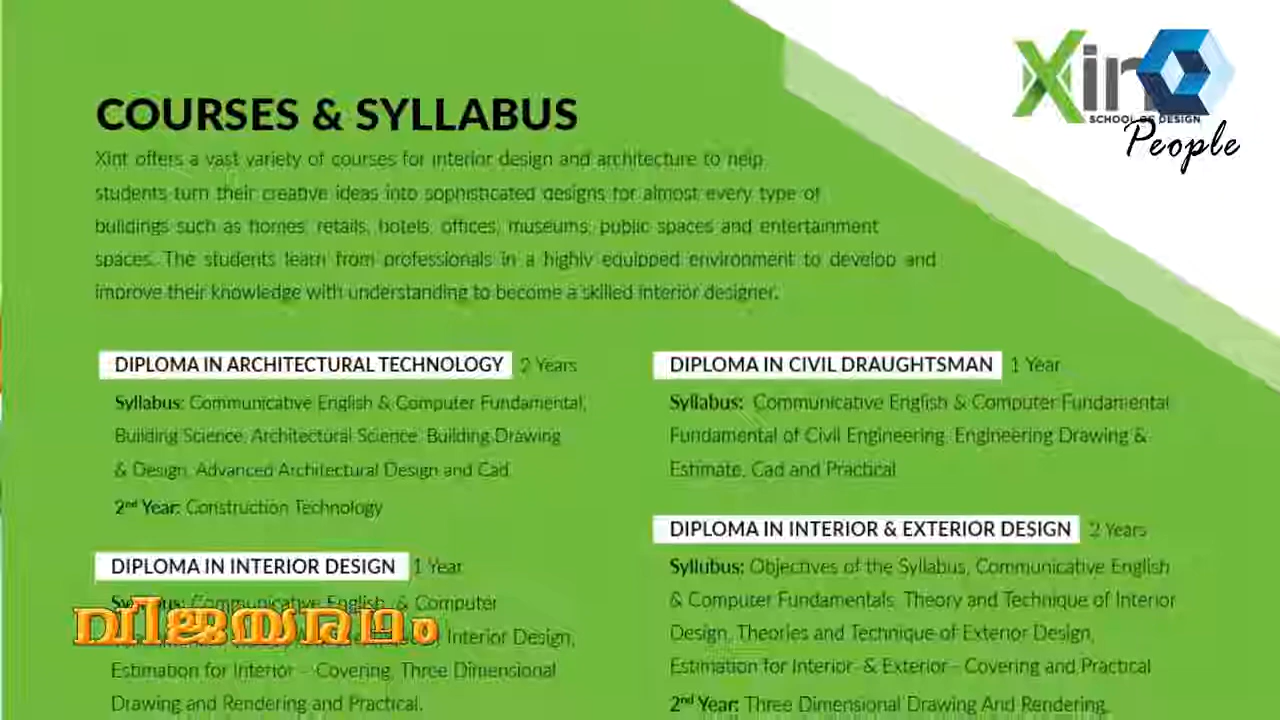 Xin
SCHOOL OF DESIGN
People
COURSES & SYLLABUS
Xint offers a vast variety of courses for interior design and architecture to help
students turn their creative ideas into sophisticated designs for almost every type of
buildings such as homes, retails, hotels, offices, museums, public spaces and entertainment
spaces. The students learn from professionals in a highly equipped environment to develop and
improve their knowledge with understanding to become a skilled interior designer.
DIPLOMA IN ARCHITECTURAL TECHNOLOGY 2 Years
Syllabus: Communicative English & Computer Fundamental,
Building Science, Architectural Science, Building Drawing
& Design, Advanced Architectural Design and Cad
2nd Year: Construction Technology
DIPLOMA IN INTERIOR DESIGN 1 Year
Communicative English & Computer
Interior Design,
Estimation for Interior - Covering, Three Dimensional
Drawing and Rendering and Practical.
DIPLOMA IN CIVIL DRAUGHTSMAN 1 Year
Syllabus: Communicative English & Computer Fundamental
Fundamental of Civil Engineering, Engineering Drawing &
Estimate, Cad and Practical
DIPLOMA IN INTERIOR & EXTERIOR DESIGN 2 Years
Syllubus: Objectives of the Syllabus, Communicative English
& Computer Fundamentals, Theory and Technique of Interior
Design, Theories and Technique of Exterior Design,
Estimation for Interior & Exterior - Covering and Practical
2nd Year: Three Dimensional Drawing And Rendering,
വിജയരഥം